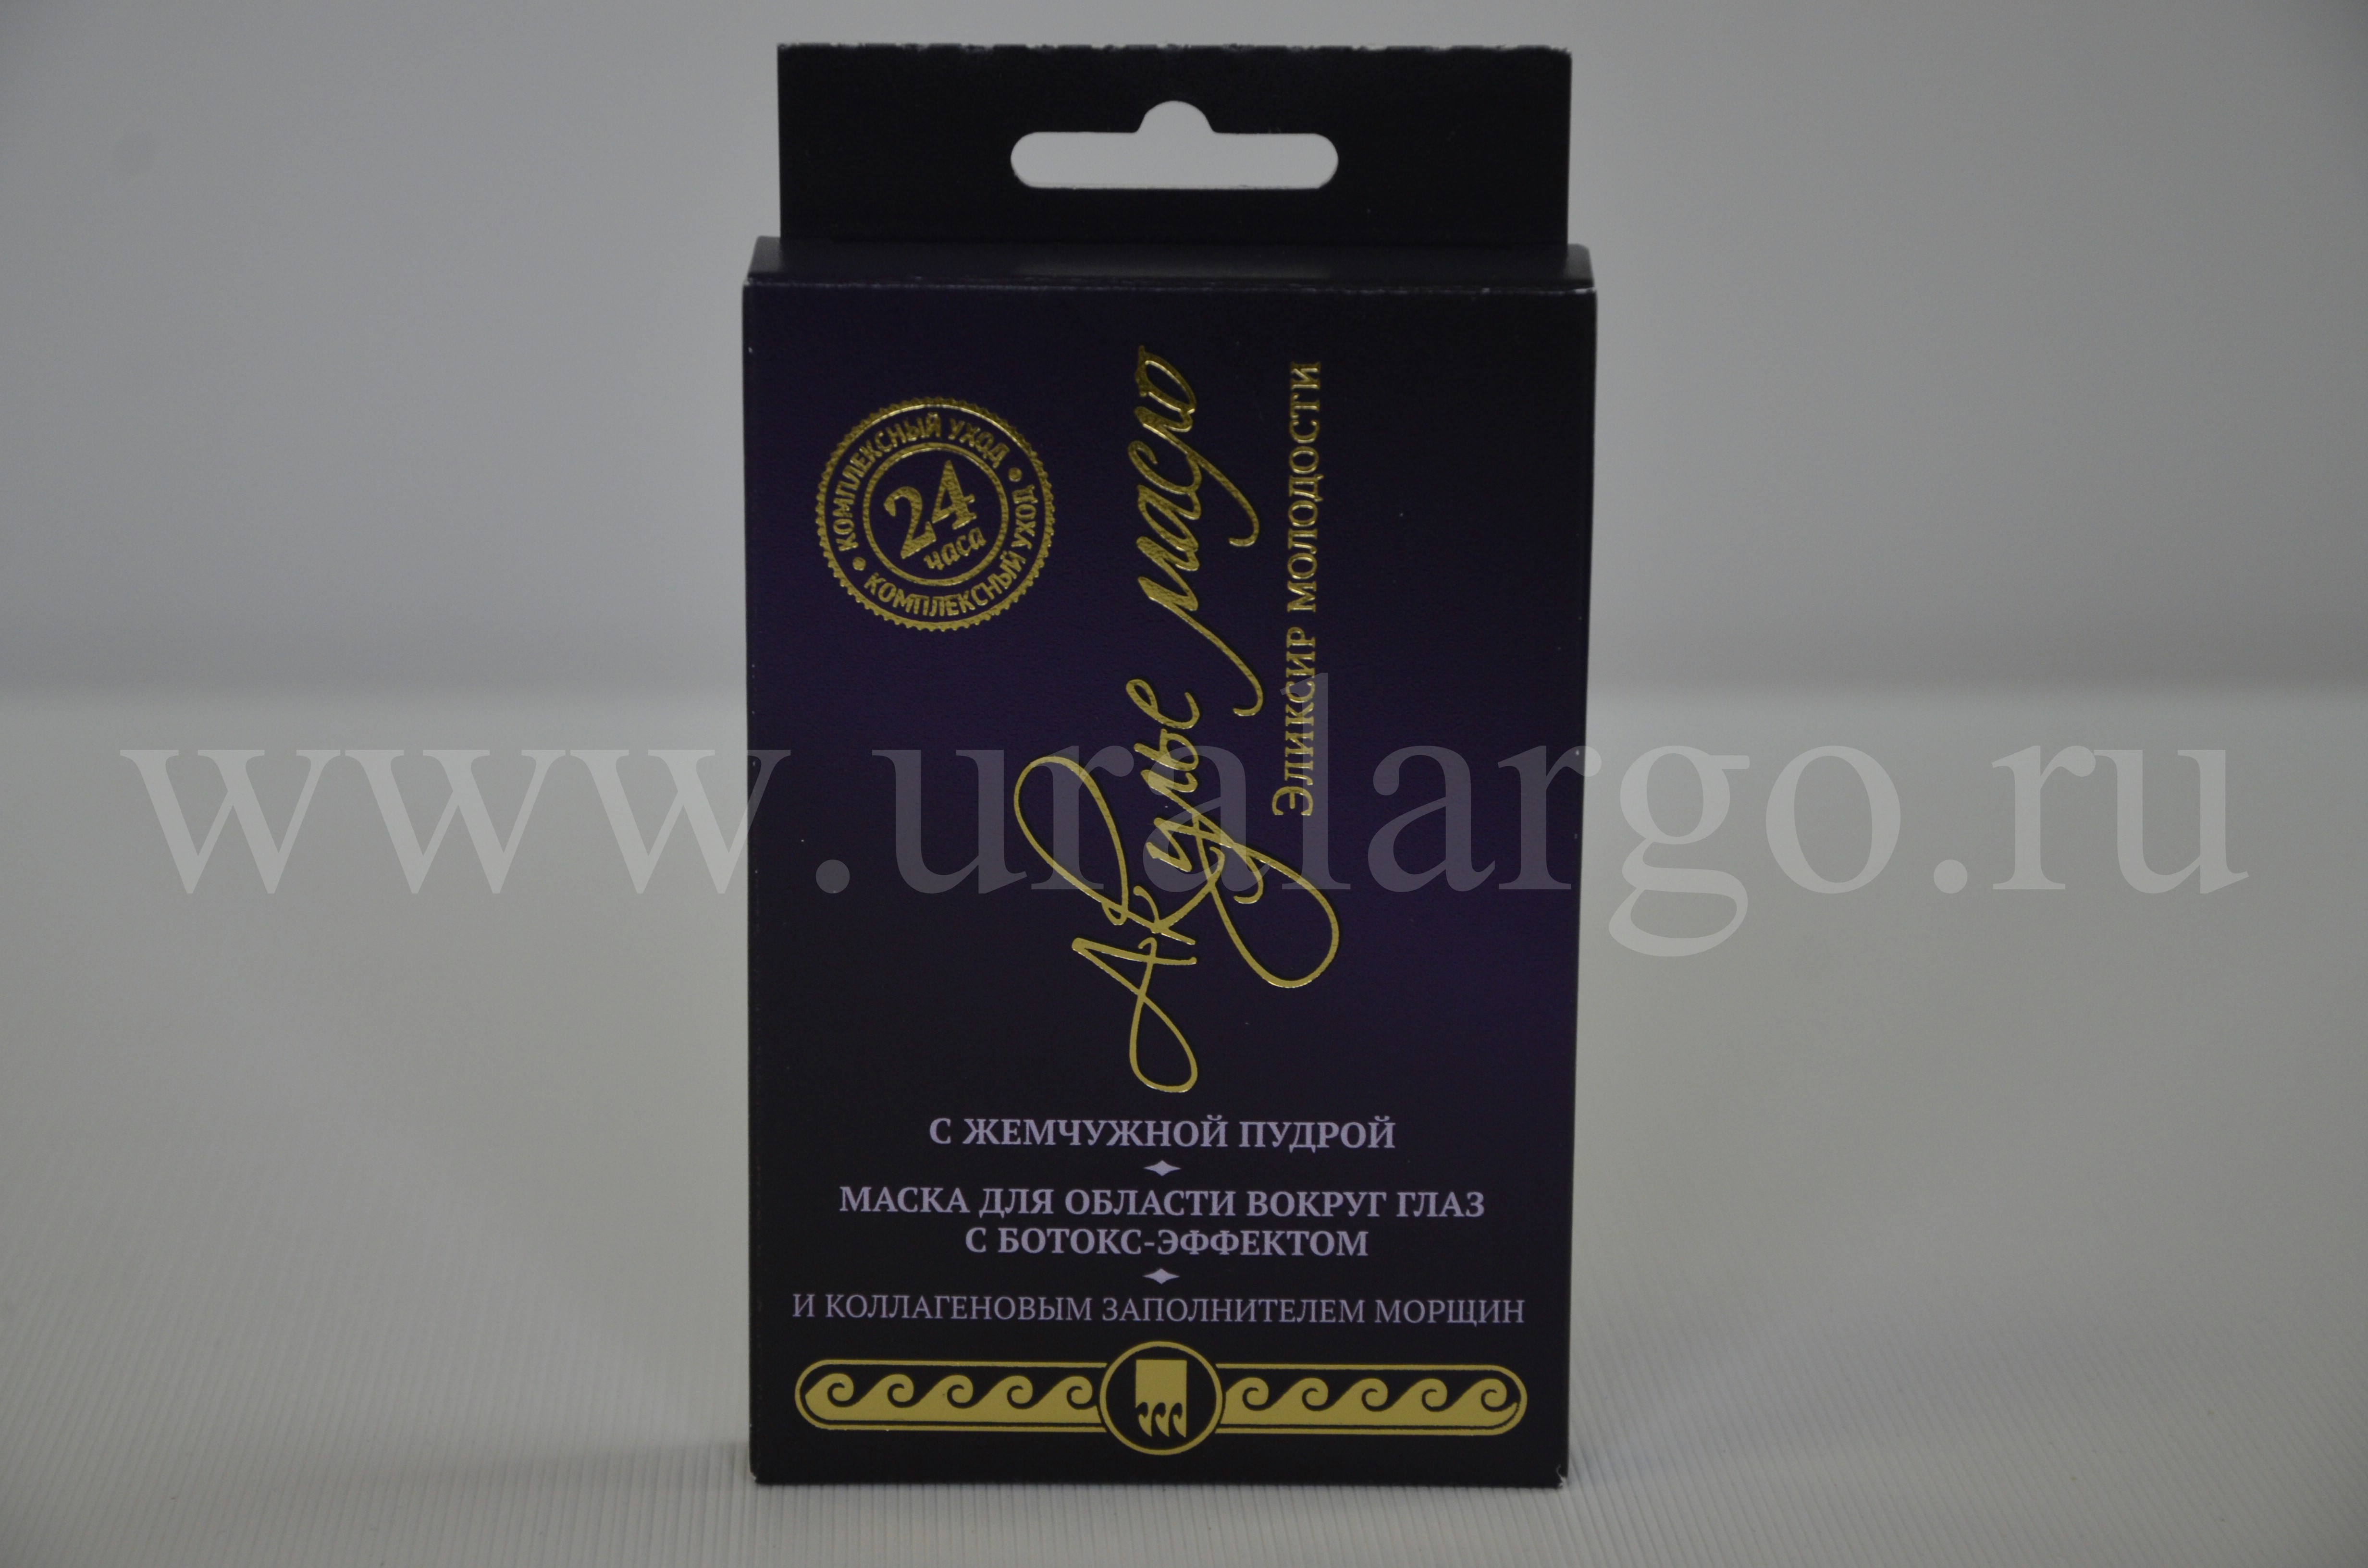 КОМПЛЕКСНЫЙ УХОД • КОМПЛЕКСНЫЙ УХОД •
24
часа
Акулье масло
ЭЛИКСИР МОЛОДОСТИ
www.uralargo.ru
С ЖЕМЧУЖНОЙ ПУДРОЙ
МАСКА ДЛЯ ОБЛАСТИ ВОКРУГ ГЛАЗ
С БОТОКС-ЭФФЕКТОМ
И КОЛЛАГЕНОВЫМ ЗАПОЛНИТЕЛЕМ МОРЩИН